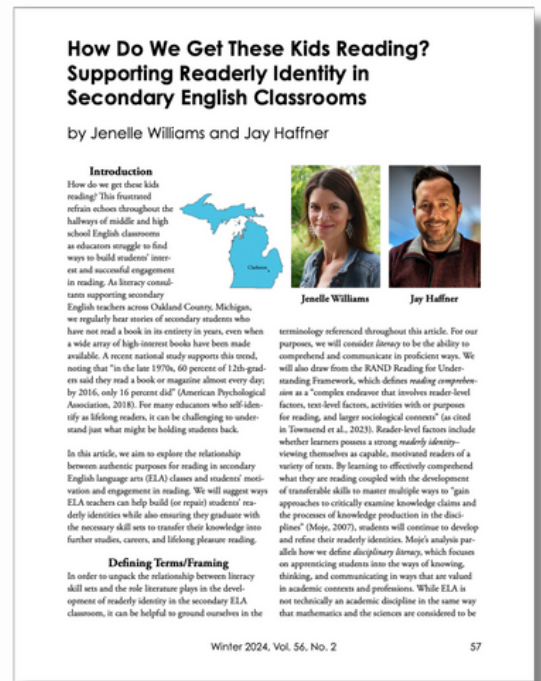 How Do We Get These Kids Reading?
Supporting Readerly Identity in
Secondary English Classrooms
by Jenelle Williams and Jay Haffner
Introduction
How do we get these kids
reading? This frustrated
refrain echoes throughout the
hallways of middle and high
school English classrooms
as educators struggle to find
ways to build students' inter-
est and successful engagement
in reading. As literacy consul-
tants supporting secondary
English teachers across Oakland County, Michigan,
we regularly hear stories of secondary students who
have not read a book in its entirety in years, even when
a wide array of high-interest books have been made
available. A recent national study supports this trend,
noting that "in the late 1970s, 60 percent of 12th-grad-
ers said they read a book or magazine almost every day;
by 2016, only 16 percent did" (American Psychological
Association, 2018). For many educators who self-iden-
tify as lifelong readers, it can be challenging to under-
stand just what might be holding students back.
In this article, we aim to explore the relationship
between authentic purposes for reading in secondary
English language arts (ELA) classes and students' moti-
vation and engagement in reading. We will suggest ways
ELA teachers can help build (or repair) students' rea-
derly identities while also ensuring they graduate with
the necessary skill sets to transfer their knowledge into
further studies, careers, and lifelong pleasure reading.
Defining Terms/Framing
In order to unpack the relationship between literacy
skill sets and the role literature plays in the devel-
opment of readerly identity in the secondary ELA
classroom, it can be helpful to ground ourselves in the
Clarkston
Jenelle Williams
Jay Haffner
terminology referenced throughout this article. For our
purposes, we will consider literacy to be the ability to
comprehend and communicate in proficient ways. We
will also draw from the RAND Reading for Under-
standing Framework, which defines reading comprehen-
sion as a "complex endeavor that involves reader-level
factors, text-level factors, activities with or purposes
for reading, and larger sociological contexts" (as cited
in Townsend et al., 2023). Reader-level factors include
whether learners possess a strong readerly identity–
viewing themselves as capable, motivated readers of a
variety of texts. By learning to effectively comprehend
what they are reading coupled with the development
of transferable skills to master multiple ways to "gain
approaches to critically examine knowledge claims and
the processes of knowledge production in the disci-
plines" (Moje, 2007), students will continue to develop
and refine their readerly identities. Moje's analysis par-
allels how we define disciplinary literacy, which focuses
on apprenticing students into the ways of knowing,
thinking, and communicating in ways that are valued
in academic contexts and professions. While ELA is
not technically an academic discipline in the same way
that mathematics and the sciences are considered to be
Winter 2024, Vol. 56, No. 2
57